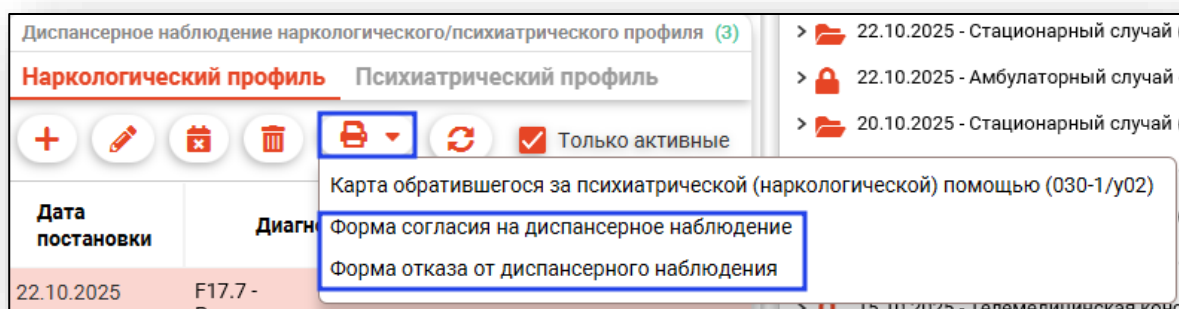 Диспансерное наблюдение наркологического/психиатрического профиля (3)
Наркологический профиль Психиатрический профиль
Только активные
Карта обратившегося за психиатрической (наркологической) помощью (030-1/у02)
Форма согласия на диспансерное наблюдение
Форма отказа от диспансерного наблюдения
Дата
постановки
22.10.2025 F17.7 -
22.10.2025 - Стационарный случай
22.10.2025 - Амбулаторный случай
20.10.2025 - Стационарный случай